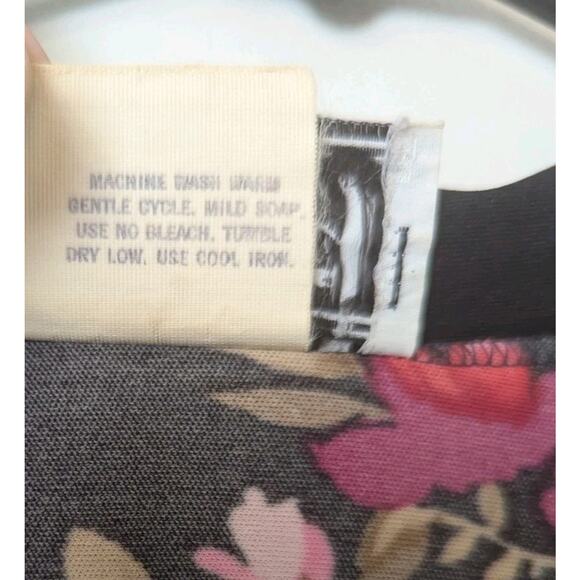 MACHINE WASH WARM
GENTLE CYCLE. MILD SOAP.
USE NO BLEACH. TUMBLE
DRY LOW. USE COOL IRON.